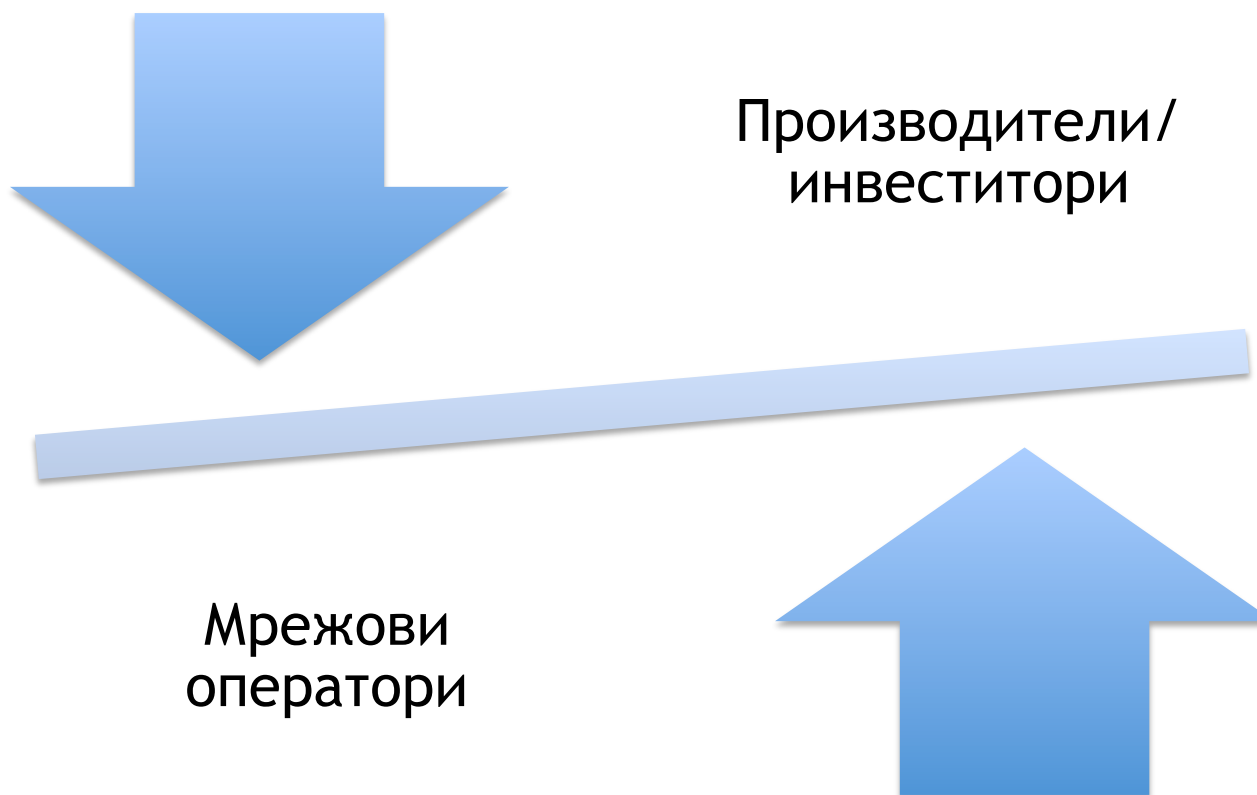 Производители/
инвеститори
Мрежови
оператори